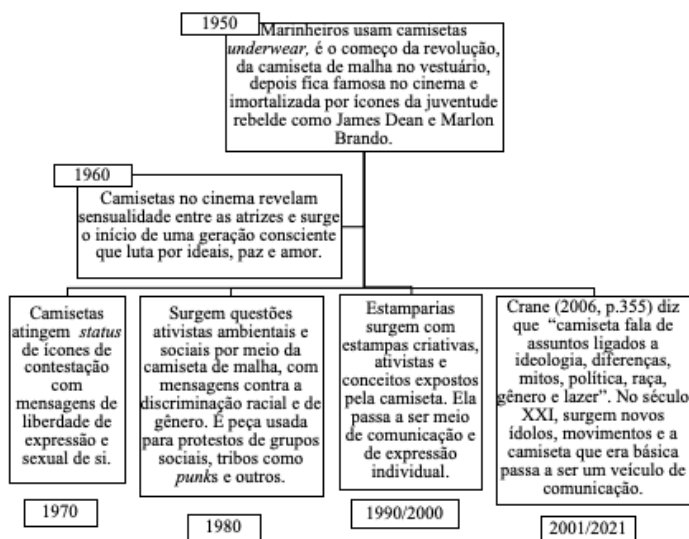 1950
Marinheiros usam camisetas
underwear, é o começo da revolução,
da camiseta de malha no vestuário,
depois fica famosa no cinema e
imortalizada por ícones da juventude
rebelde como James Dean e Marlon
Brando.
1960
Camisetas no cinema revelam
sensualidade entre as atrizes e surge
o início de uma geração consciente
que luta por ideais, paz e amor.
Camisetas
atingem status
de ícones de
contestação
com
mensagens de
liberdade de
expressão e
sexual de si.
1970
Surgem questões
ativistas ambientais e
sociais por meio da
camiseta de malha, com
mensagens contra a
discriminação racial e de
gênero. É peça usada
para protestos de grupos
sociais, tribos como
punks e outros.
1980
Estamparias
surgem com
estampas criativas,
ativistas e
conceitos expostos
pela camiseta. Ela
passa a ser meio
de comunicação e
de expressão
individual.
1990/2000
Crane (2006, p.355) diz
que “camiseta fala de
assuntos ligados a
ideologia, diferenças,
mitos, política, raça,
gênero e lazer”. No século
XXI, surgem novos
ídolos, movimentos e a
camiseta que era básica
passa a ser um veículo de
comunicação.
2001/2021